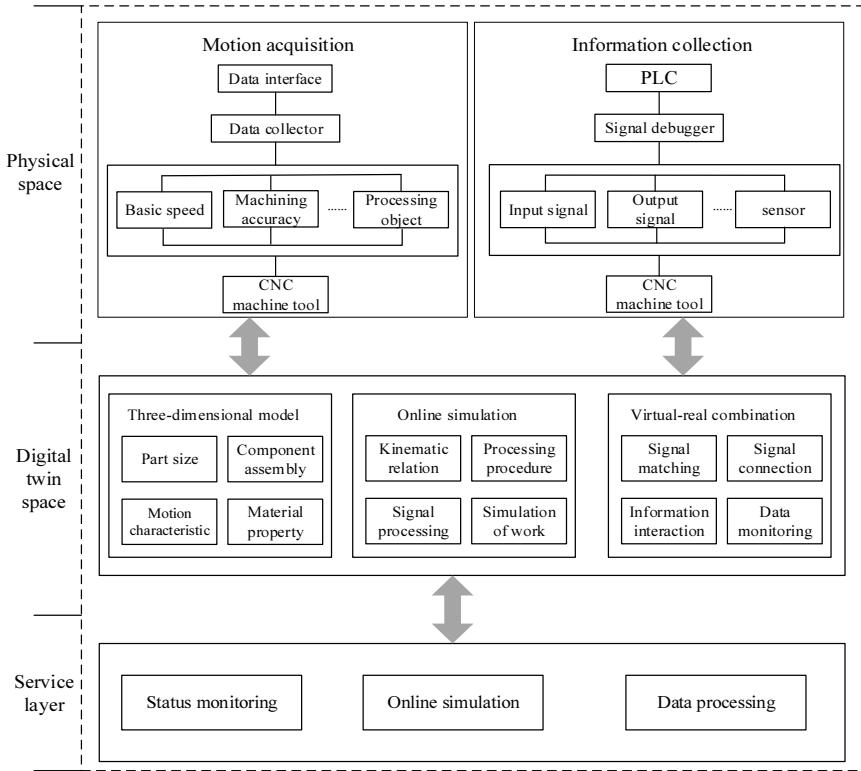 Motion acquisition
Data interface
Data collector
Basic speed
Machining
accuracy
......
Processing
object
CNC
machine tool
Information collection
PLC
Signal debugger
Input signal
Output
signal
......
sensor
CNC
machine tool
Physical
space
Three-dimensional model
Part size
Component
assembly
Motion
characteristic
Material
property
Online simulation
Kinematic
relation
Processing
procedure
Signal
processing
Simulation
of work
Virtual-real combination
Signal
matching
Signal
connection
Information
interaction
Data
monitoring
Digital
twin
space
Service
layer
Status monitoring
Online simulation
Data processing